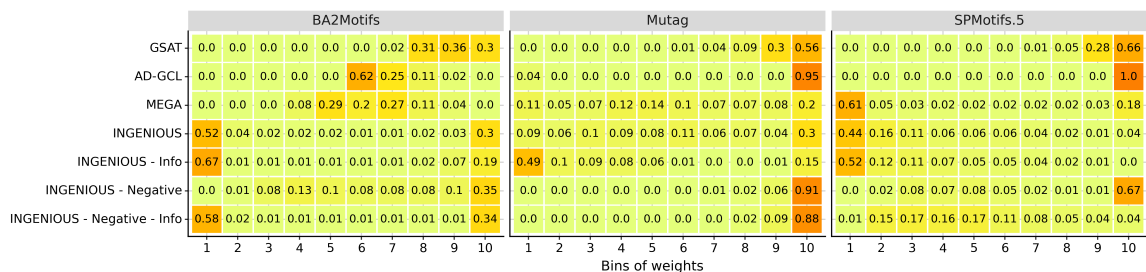 BA2Motifs Mutag SPMotifs.5
GSAT 0.0 0.0 0.0 0.0 0.0 0.0 0.02 0.31 0.36 0.3 0.0 0.0 0.0 0.0 0.0 0.01 0.04 0.09 0.3 0.56 0.0 0.0 0.0 0.0 0.0 0.0 0.01 0.05 0.28 0.66
AD-GCL 0.0 0.0 0.0 0.0 0.0 0.62 0.25 0.11 0.02 0.0 0.04 0.0 0.0 0.0 0.0 0.0 0.0 0.0 0.0 0.95 0.0 0.0 0.0 0.0 0.0 0.0 0.0 0.0 0.0 1.0
MEGA 0.0 0.0 0.0 0.08 0.29 0.2 0.27 0.11 0.04 0.0 0.11 0.05 0.07 0.12 0.14 0.1 0.07 0.07 0.08 0.2 0.61 0.05 0.03 0.02 0.02 0.02 0.02 0.02 0.03 0.18
INGENIOUS 0.52 0.04 0.02 0.02 0.02 0.01 0.01 0.02 0.03 0.3 0.09 0.06 0.1 0.09 0.08 0.11 0.06 0.07 0.04 0.3 0.44 0.16 0.11 0.06 0.06 0.06 0.04 0.02 0.01 0.04
INGENIOUS - Info 0.67 0.01 0.01 0.01 0.01 0.01 0.01 0.02 0.07 0.19 0.49 0.1 0.09 0.08 0.06 0.01 0.0 0.0 0.01 0.15 0.52 0.12 0.11 0.07 0.05 0.05 0.04 0.02 0.01 0.0
INGENIOUS - Negative 0.0 0.01 0.08 0.13 0.1 0.08 0.08 0.08 0.1 0.35 0.0 0.0 0.0 0.0 0.0 0.0 0.01 0.02 0.06 0.91 0.0 0.02 0.08 0.07 0.08 0.05 0.02 0.01 0.01 0.67
INGENIOUS - Negative - Info 0.58 0.02 0.01 0.01 0.01 0.01 0.01 0.01 0.01 0.34 0.0 0.0 0.0 0.0 0.0 0.0 0.0 0.02 0.09 0.88 0.01 0.15 0.17 0.16 0.17 0.11 0.08 0.05 0.04 0.04
1 2 3 4 5 6 7 8 9 10 1 2 3 4 5 6 7 8 9 10 1 2 3 4 5 6 7 8 9 10
Bins of weights